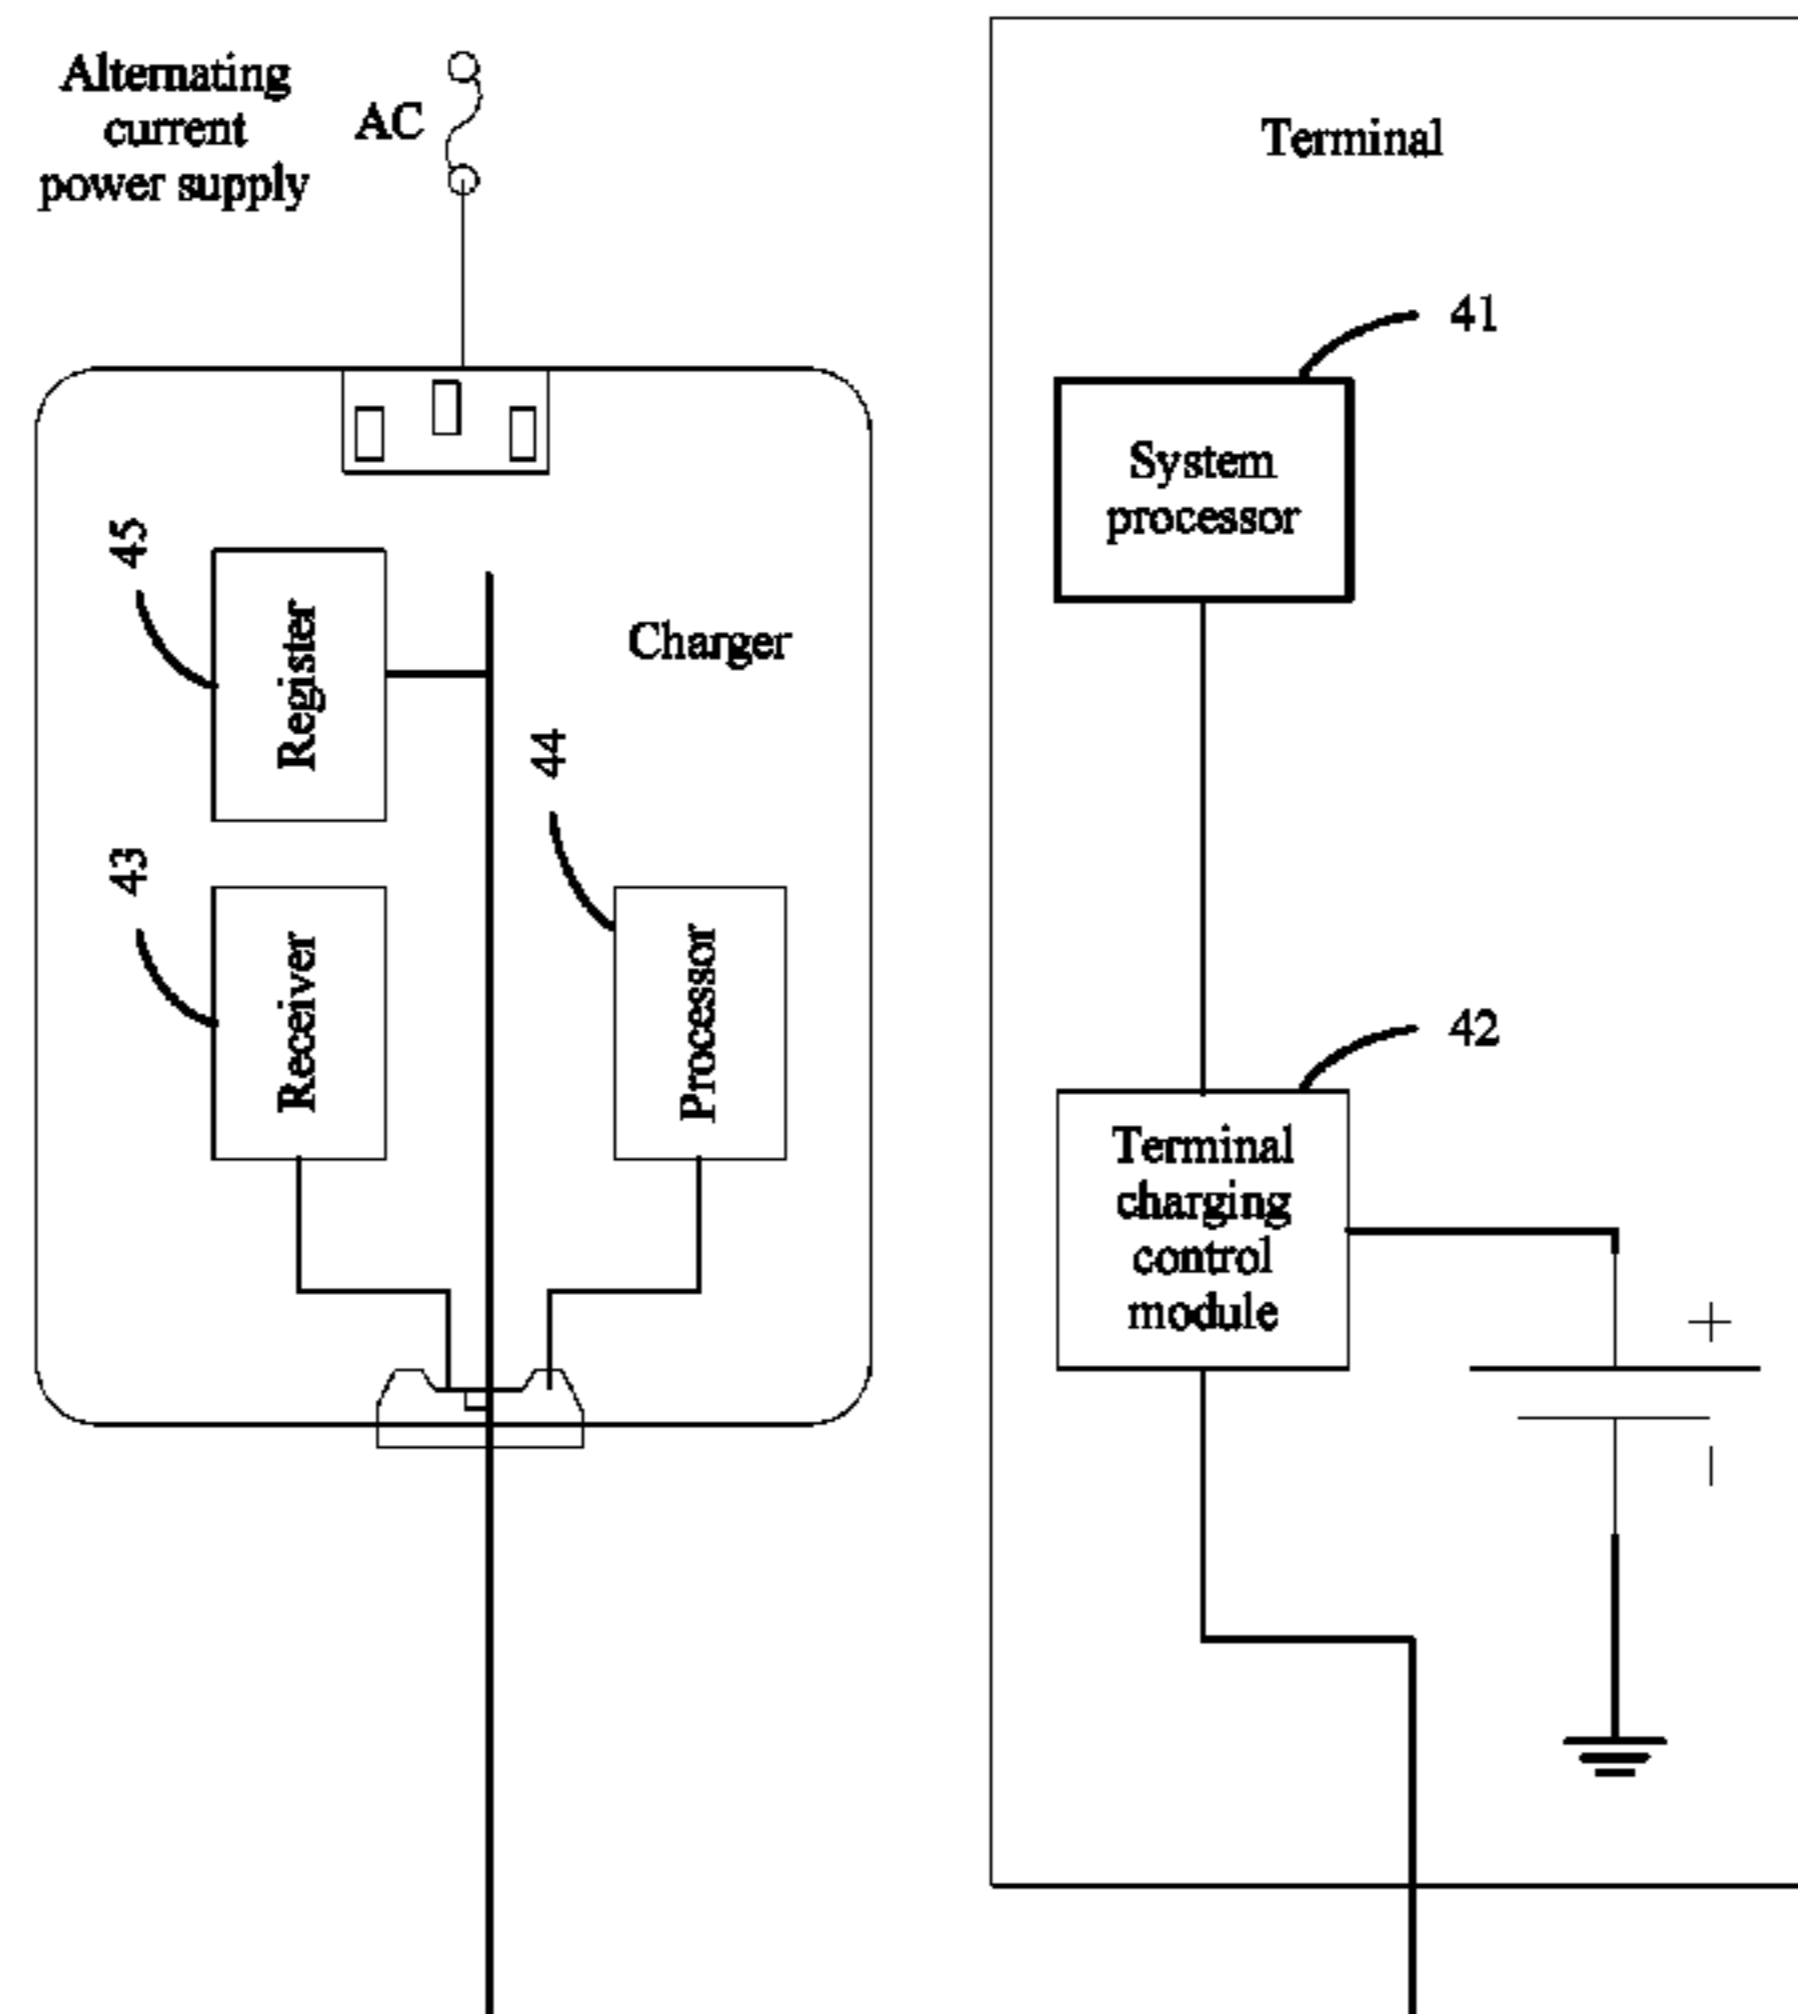 Alternating
current
power supply
AC
Terminal
41
System
processor
45
Register
Charger
44
43
Receiver
Processor
42
Terminal
charging
control
module
+
–